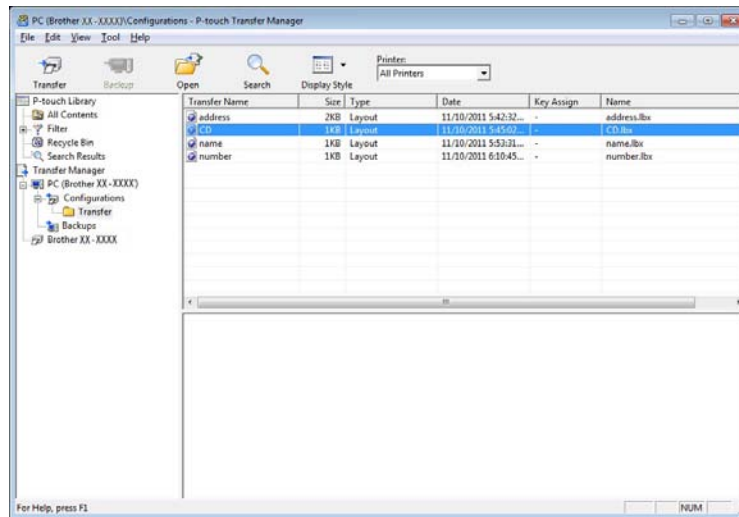 PC (Brother XX-XXXX)\Configurations - P-touch Transfer Manager
File Edit View Tool Help
Transfer Backup Open Search Display Style Printer: All Printers
P-touch Library
All Contents
Filter
Recycle Bin
Search Results
Transfer Manager
PC (Brother XX-XXXX)
Configurations
Transfer
Backups
Brother XX-XXXX
Transfer Name Size Type Date Key Assign Name
address 2KB Layout 11/10/2011 5:42:32... - address.lbx
CD 1KB Layout 11/10/2011 5:45:02... - CD.lbx
name 1KB Layout 11/10/2011 5:53:31... - name.lbx
number 1KB Layout 11/10/2011 6:10:45... - number.lbx
For Help, press F1 NUM